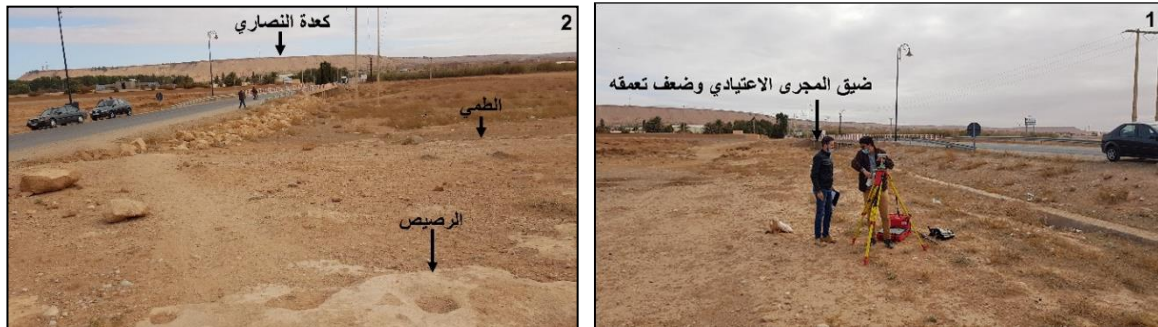 1
ضيق المجرى الاعتيادي وضعف تعمقه
2
كعدة النصاري
الطمي
الرصيص